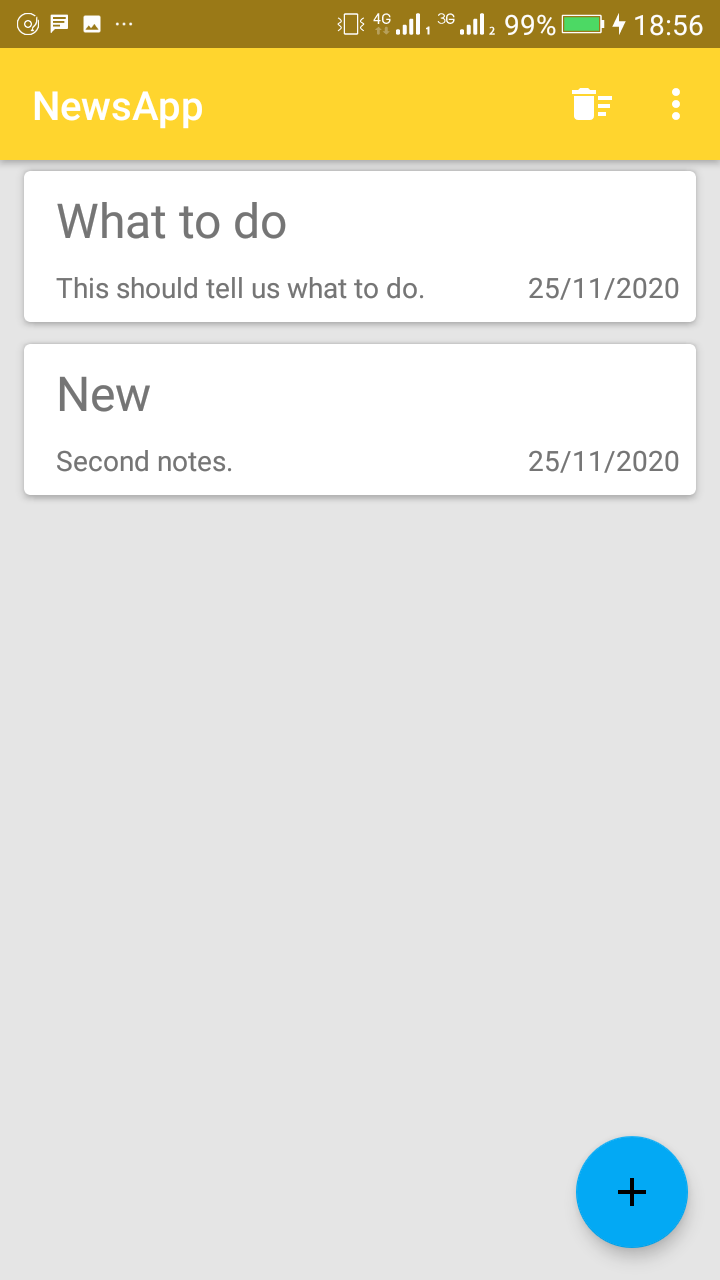 4G 1 3G 2 99% 18:56
NewsApp
What to do
This should tell us what to do. 25/11/2020
New
Second notes. 25/11/2020